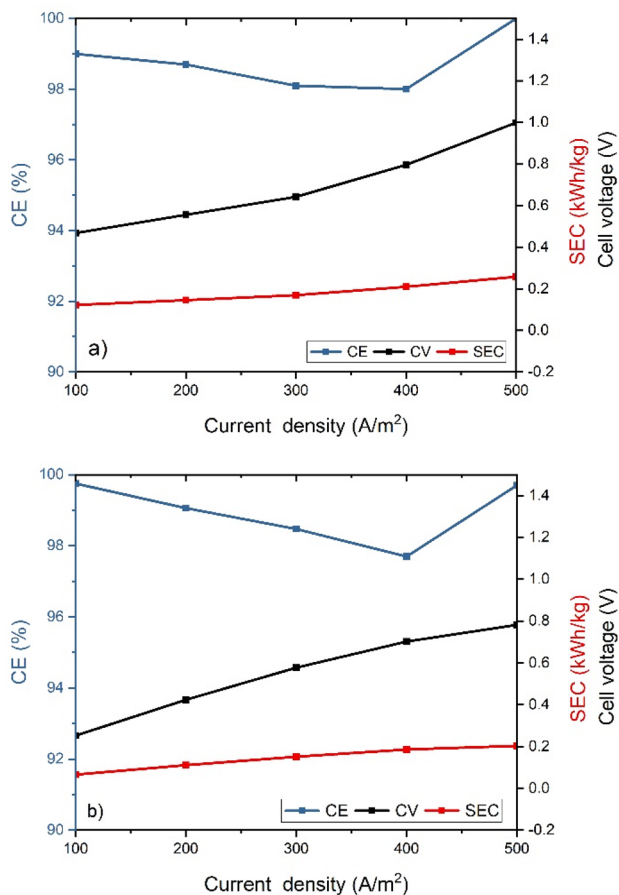 100
98
96
94
92
90
CE (%)
1.4
1.2
1.0
0.8
0.6
0.4
0.2
0.0
-0.2
SEC (kWh/kg)
Cell voltage (V)
a)
CE CV SEC
100 200 300 400 500
Current density (A/m²)
100
98
96
94
92
90
CE (%)
1.4
1.2
1.0
0.8
0.6
0.4
0.2
0.0
-0.2
SEC (kWh/kg)
Cell voltage (V)
b)
CE CV SEC
100 200 300 400 500
Current density (A/m²)